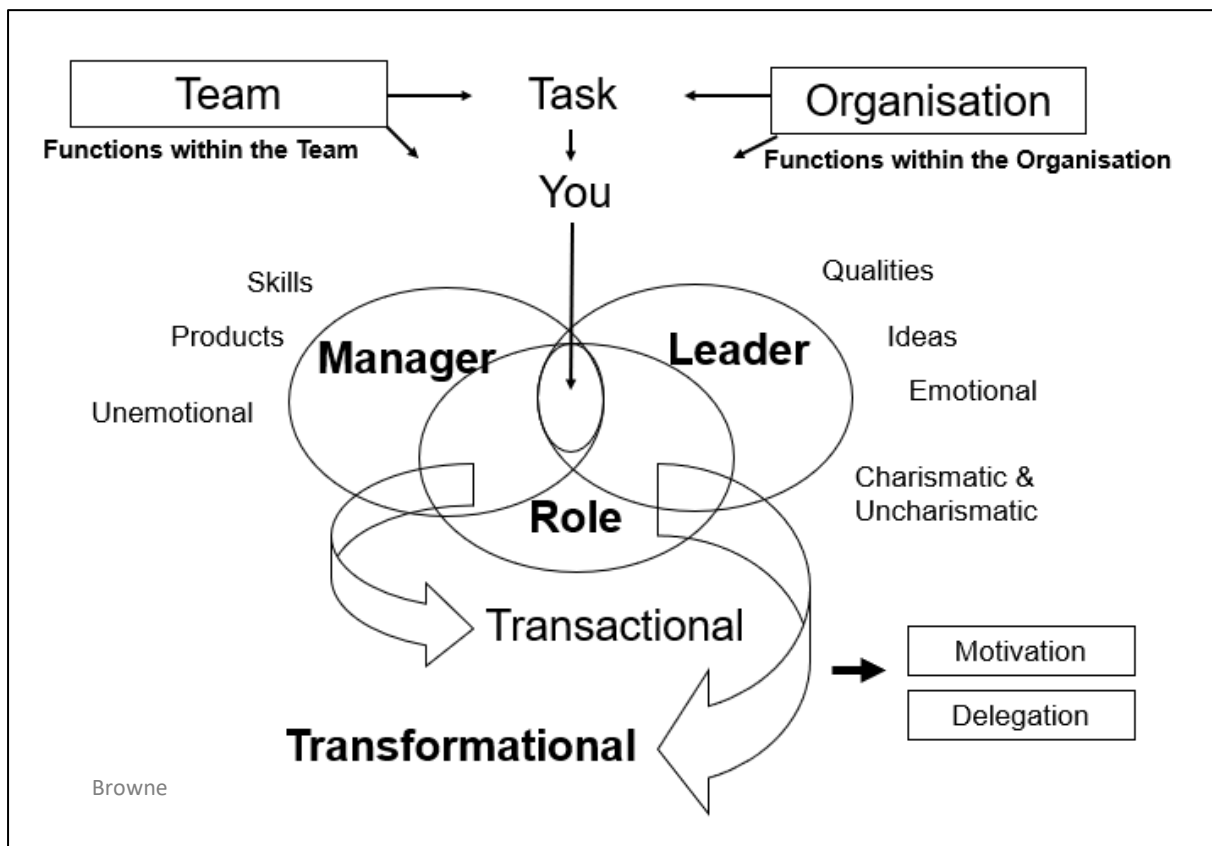 Team
Task
Organisation
Functions within the Team
Functions within the Organisation
You
Skills
Qualities
Products
Ideas
Manager
Leader
Unemotional
Emotional
Charismatic &
Uncharismatic
Role
Transactional
Motivation
Delegation
Transformational
Browne